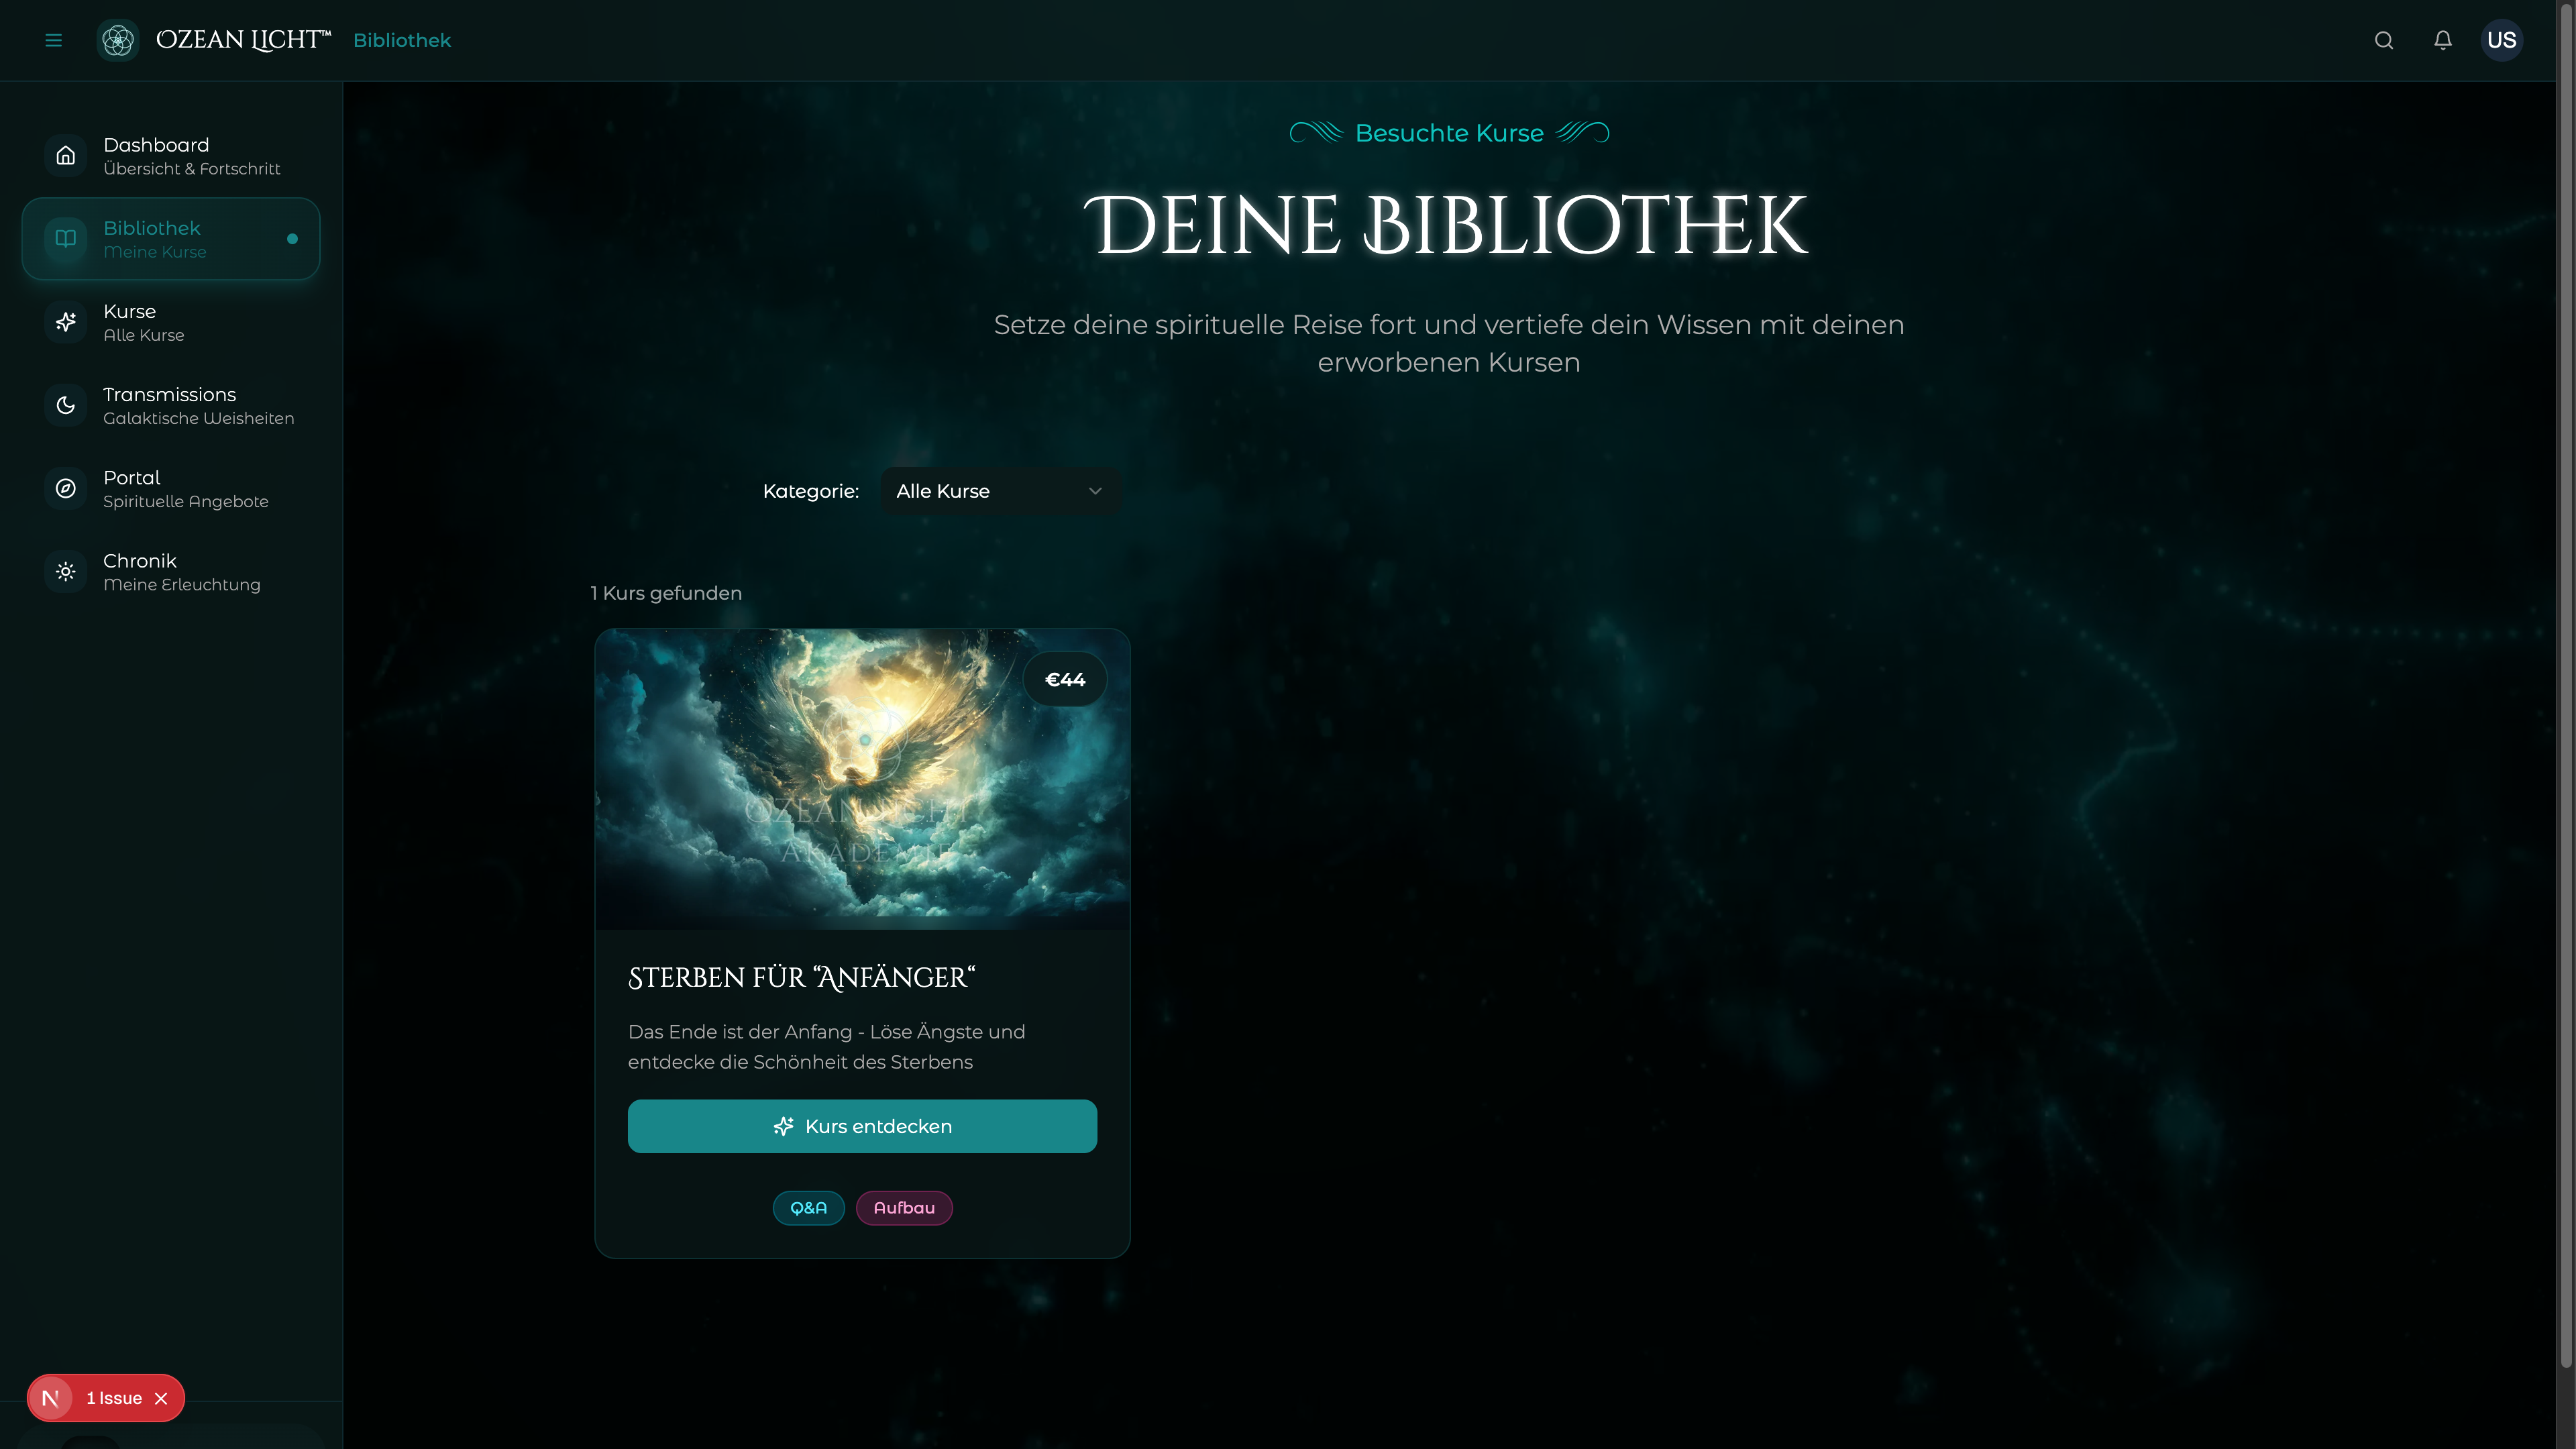 OZEAN LICHT™ Bibliothek
US
Dashboard
Übersicht & Fortschritt
Bibliothek
Meine Kurse
Kurse
Alle Kurse
Transmissions
Galaktische Weisheiten
Portal
Spirituelle Angebote
Chronik
Meine Erleuchtung
N 1 Issue
Besuchte Kurse
DEINE BIBLIOTHEK
Setze deine spirituelle Reise fort und vertiefe dein Wissen mit deinen
erworbenen Kursen
Kategorie: Alle Kurse
1 Kurs gefunden
€44
OZEAN LICHT
AKADEMIE
STERBEN FÜR “ANFÄNGER“
Das Ende ist der Anfang - Löse Ängste und
entdecke die Schönheit des Sterbens
Kurs entdecken
Q&A Aufbau